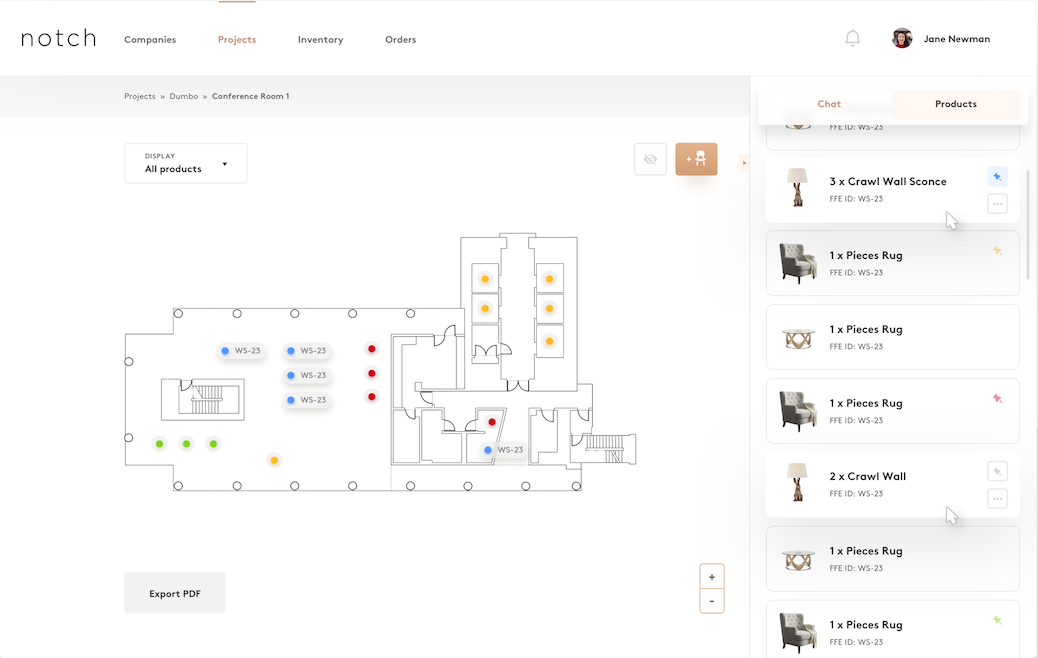 notch
Companies
Projects
Inventory
Orders
Jane Newman
Projects » Dumbo » Conference Room 1
Chat
Products
FFE ID: WS-23
DISPLAY
All products
3 x Crawl Wall Sconce
FFE ID: WS-23
1 x Pieces Rug
FFE ID: WS-23
1 x Pieces Rug
FFE ID: WS-23
1 x Pieces Rug
FFE ID: WS-23
2 x Crawl Wall
FFE ID: WS-23
1 x Pieces Rug
FFE ID: WS-23
1 x Pieces Rug
FFE ID: WS-23
WS-23
WS-23
WS-23
WS-23
WS-23
Export PDF
+
-